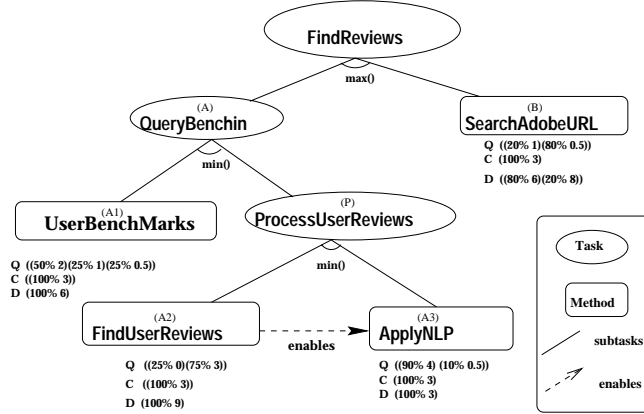 FindReviews
max()
(A)
QueryBenchin
(B)
SearchAdobeURL
Q ((20% 1)(80% 0.5))
C (100% 3)
D ((80% 6)(20% 8))
min()
(A1)
UserBenchMarks
Q ((50% 2)(25% 1)(25% 0.5))
C ((100% 3))
D (100% 6)
(P)
ProcessUserReviews
min()
(A2)
FindUserReviews
Q ((25% 0)(75% 3))
C ((100% 3))
D (100% 9)
enables
(A3)
ApplyNLP
Q ((90% 4) (10% 0.5))
C (100% 3)
D (100% 3)
Task
Method
subtasks
enables